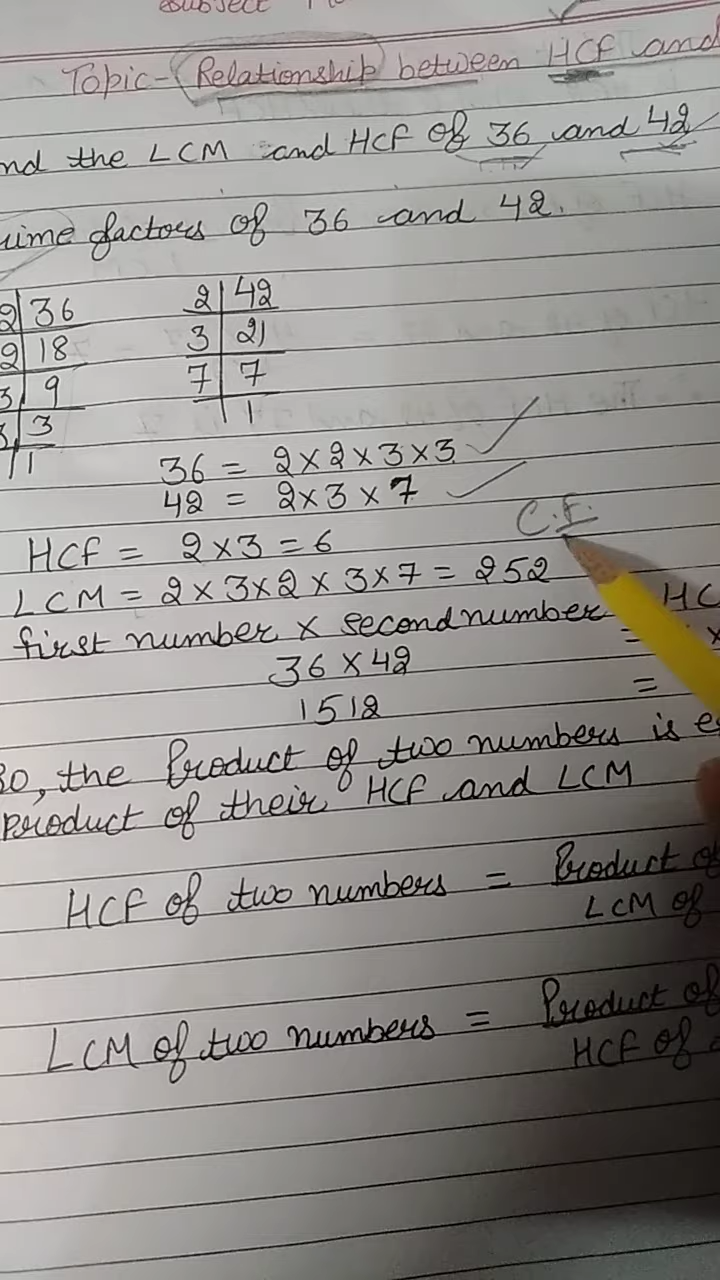 Subject
Topic- Relationship between HCF and
nd the LCM and HCF of 36 and 42
rime factors of 36 and 42.
2 36
2 18
3 9
3 3
1
2 42
3 21
7 7
1
36 = 2×2×3×3
42 = 2×3×7
C.F.
HCF = 2×3 = 6
LCM = 2×3×2×3×7 = 252
first number × second number = HC
36 × 42 = ×
1512 =
So, the Product of two numbers is e
Product of their HCF and LCM
HCF of two numbers = Product of
LCM of
LCM of two numbers = Product of
HCF of